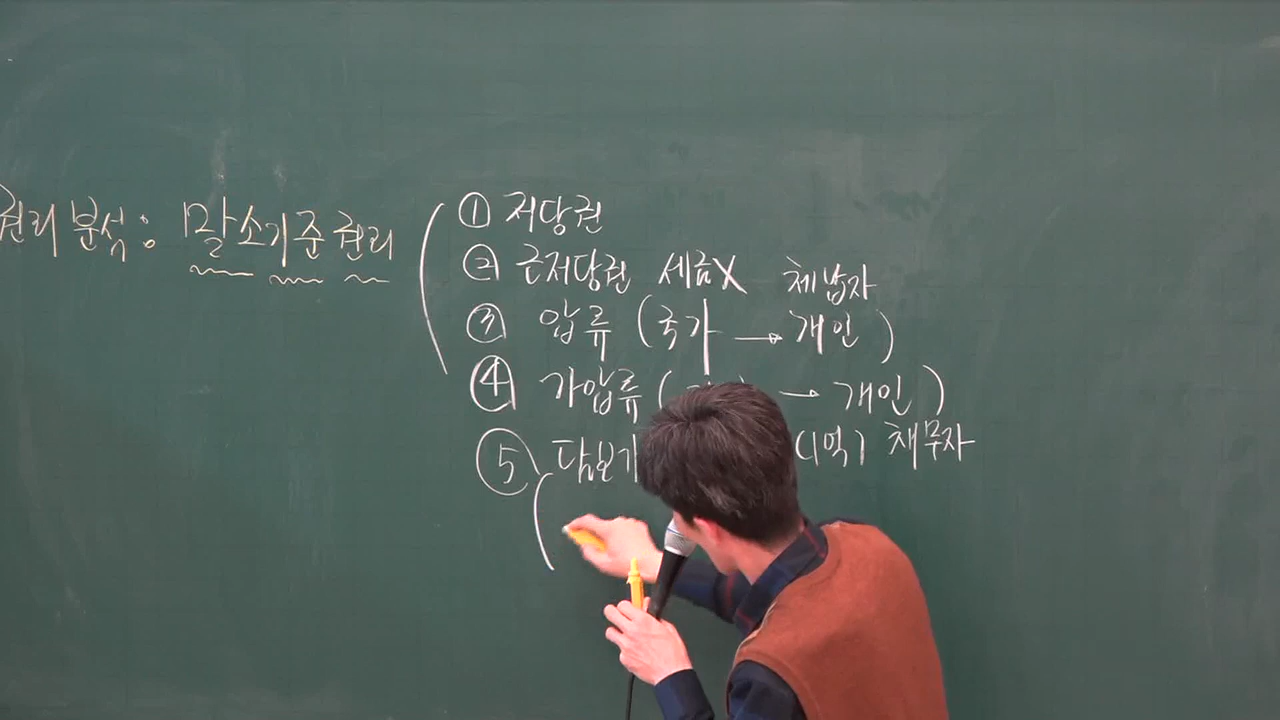 권리분석: 말소기준권리
① 저당권
② 근저당권 세금X 체납자
③ 압류 (국가 → 개인)
④ 가압류 ( → 개인)
⑤ 담보가 (1억) 채무자
(